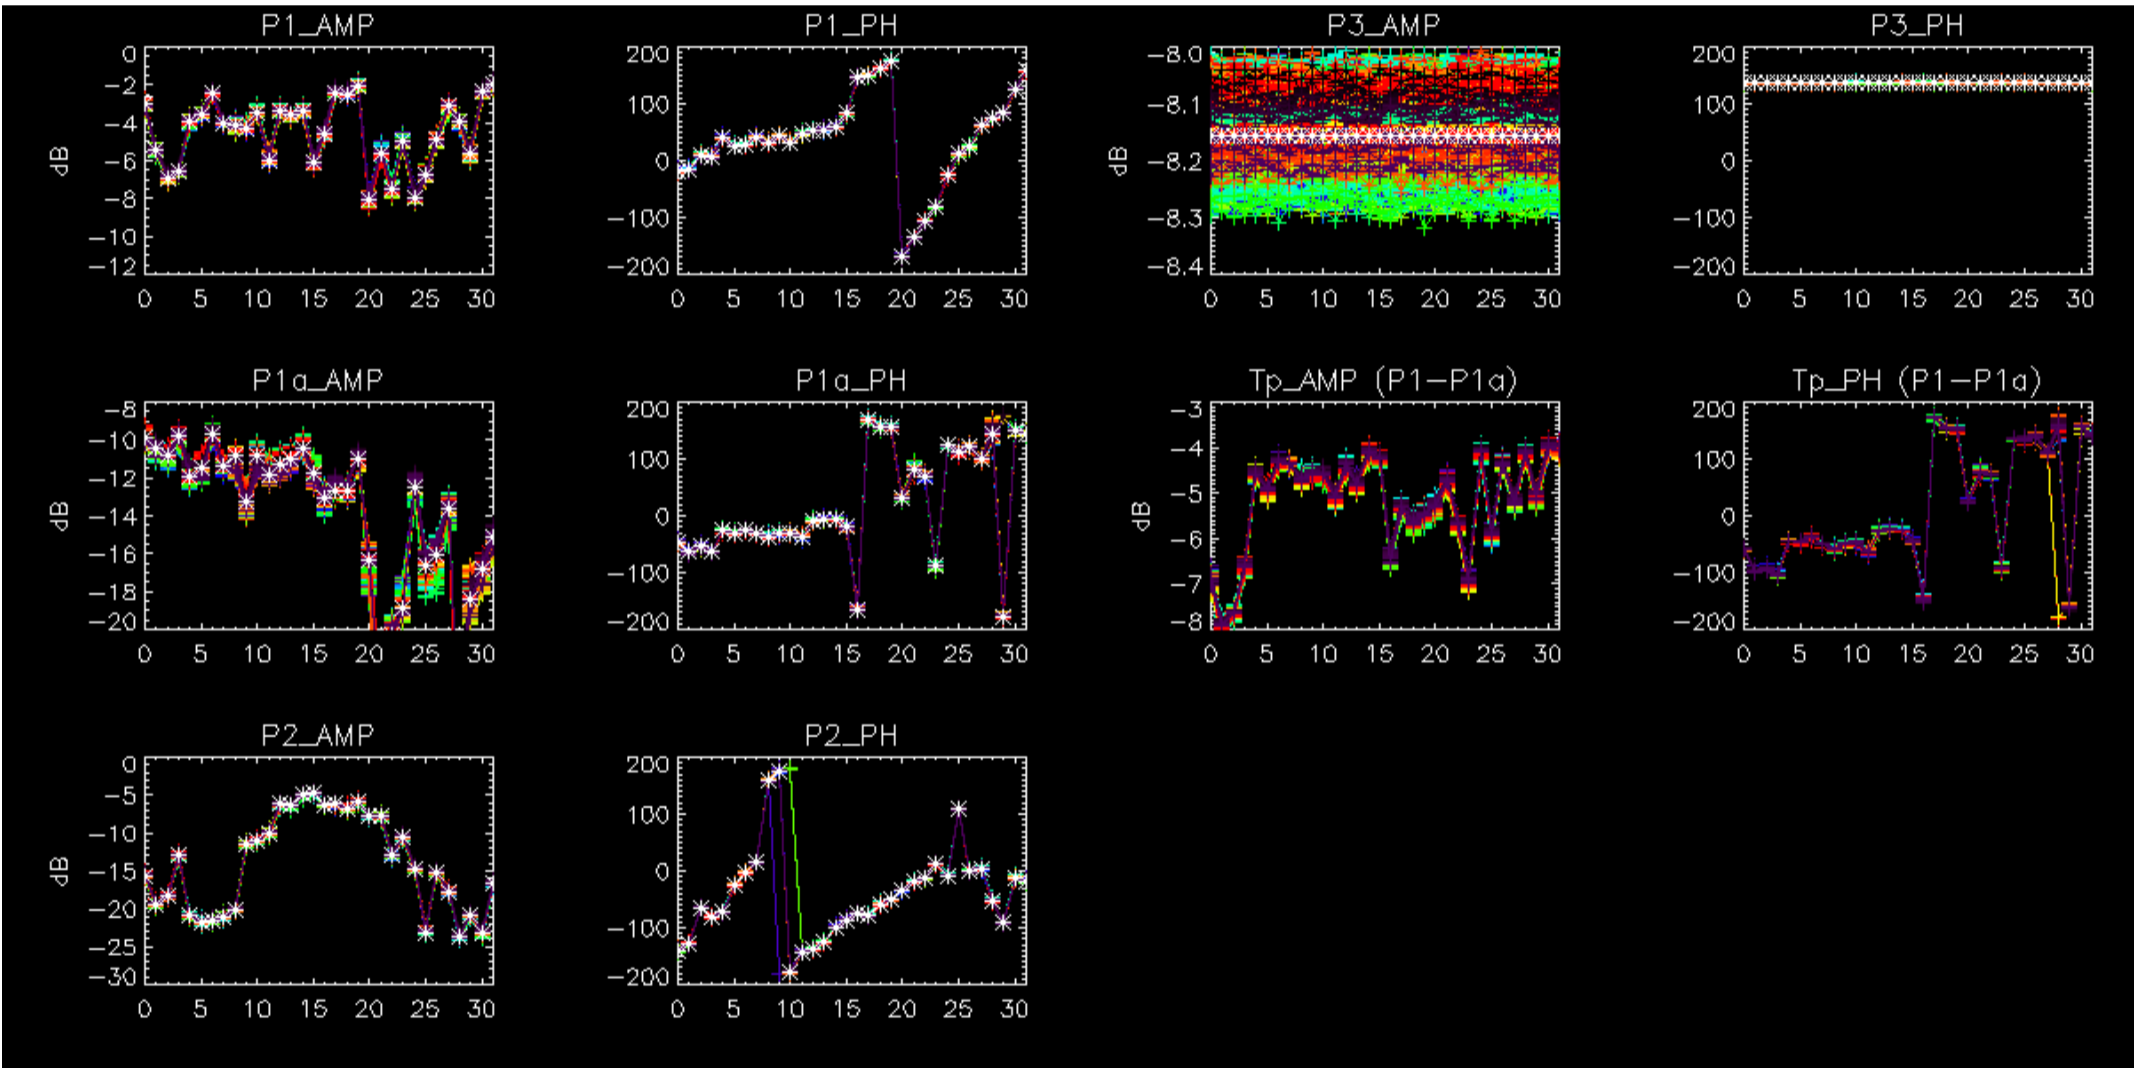 P1_AMP
0
−2
−4
−6
−8
−10
−12
dB
0 5 10 15 20 25 30
P1_PH
200
100
0
−100
−200
0 5 10 15 20 25 30
P3_AMP
−8.0
−8.1
−8.2
−8.3
−8.4
dB
0 5 10 15 20 25 30
P3_PH
200
100
0
−100
−200
0 5 10 15 20 25 30
P1a_AMP
−8
−10
−12
−14
−16
−18
−20
dB
0 5 10 15 20 25 30
P1a_PH
200
100
0
−100
−200
0 5 10 15 20 25 30
Tp_AMP (P1−P1a)
−3
−4
−5
−6
−7
−8
dB
0 5 10 15 20 25 30
Tp_PH (P1−P1a)
200
100
0
−100
−200
0 5 10 15 20 25 30
P2_AMP
0
−5
−10
−15
−20
−25
−30
dB
0 5 10 15 20 25 30
P2_PH
200
100
0
−100
−200
0 5 10 15 20 25 30